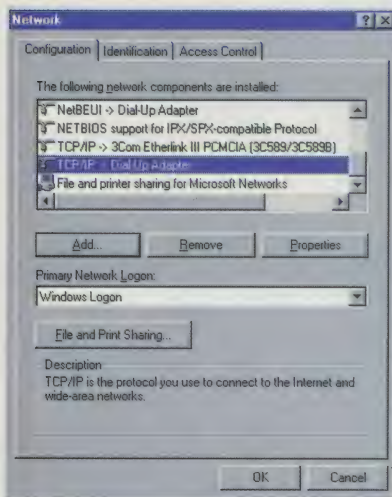 Network
Configuration Identification Access Control
The following network components are installed:
NetBEUI -> Dial-Up Adapter
NETBIOS support for IPX/SPX-compatible Protocol
TCP/IP -> 3Com Etherlink III PCMCIA (3C589/3C589B)
TCP/IP -> Dial-Up Adapter
File and printer sharing for Microsoft Networks
Add... Remove Properties
Primary Network Logon:
Windows Logon
File and Print Sharing...
Description
TCP/IP is the protocol you use to connect to the Internet and
wide-area networks.
OK Cancel